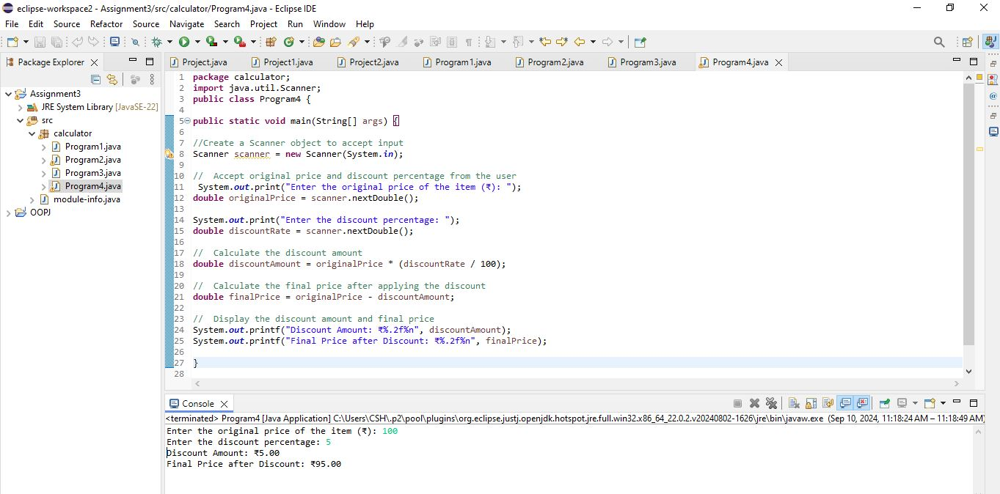 eclipse-workspace2 - Assignment3/src/calculator/Program4.java - Eclipse IDE
File Edit Source Refactor Source Navigate Search Project Run Window Help
Package Explorer
Project.java Project1.java Project2.java Program1.java Program2.java Program3.java Program4.java
Assignment3
JRE System Library [JavaSE-22]
src
calculator
Program1.java
Program2.java
Program3.java
Program4.java
module-info.java
OOPJ
1 package calculator;
2 import java.util.Scanner;
3 public class Program4 {
4
5 public static void main(String[] args) {
6
7 //Create a Scanner object to accept input
8 Scanner scanner = new Scanner(System.in);
9
10 //  Accept original price and discount percentage from the user
11  System.out.print("Enter the original price of the item (₹): ");
12 double originalPrice = scanner.nextDouble();
13
14 System.out.print("Enter the discount percentage: ");
15 double discountRate = scanner.nextDouble();
16
17 //  Calculate the discount amount
18 double discountAmount = originalPrice * (discountRate / 100);
19
20 //  Calculate the final price after applying the discount
21 double finalPrice = originalPrice - discountAmount;
22
23 //  Display the discount amount and final price
24 System.out.printf("Discount Amount: ₹%.2f%n", discountAmount);
25 System.out.printf("Final Price after Discount: ₹%.2f%n", finalPrice);
26
27 }
28
Console
<terminated> Program4 [Java Application] C:\Users\CSH\.p2\pool\plugins\org.eclipse.justj.openjdk.hotspot.jre.full.win32.x86_64_22.0.2.v20240802-1626\jre\bin\javaw.exe (Sep 10, 2024, 11:18:24 AM – 11:18:49 AM)
Enter the original price of the item (₹): 100
Enter the discount percentage: 5
Discount Amount: ₹5.00
Final Price after Discount: ₹95.00